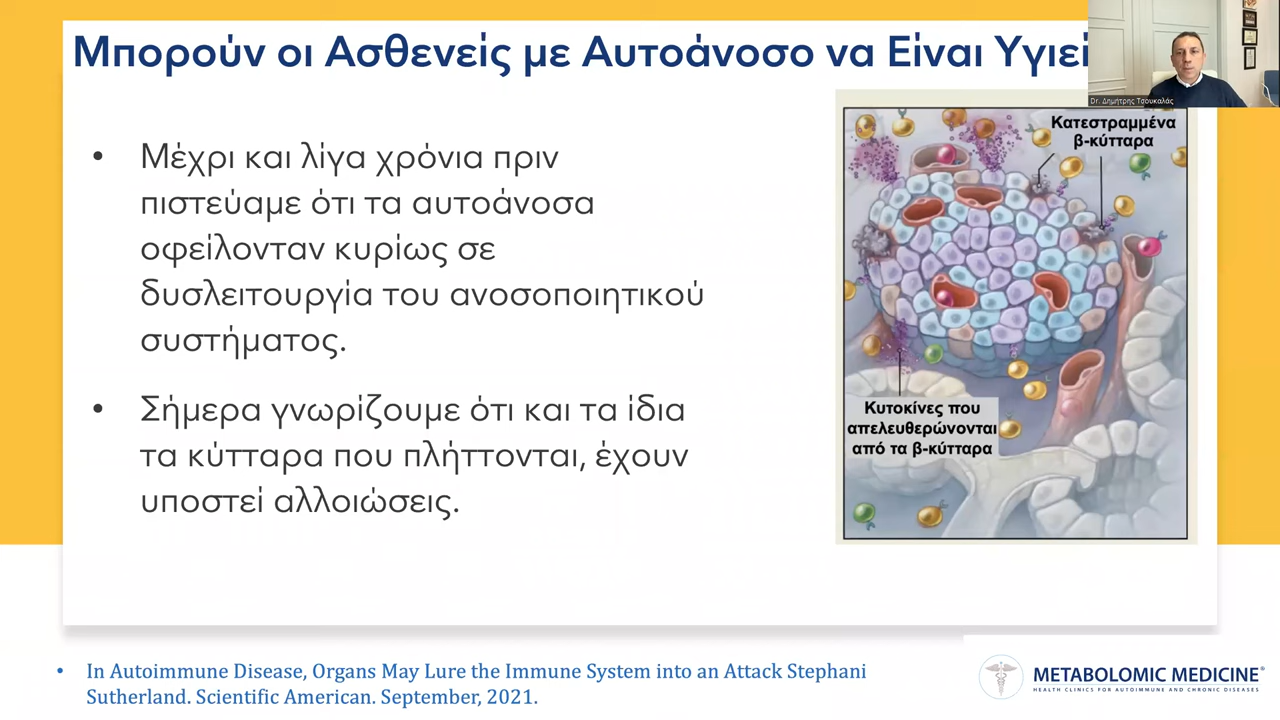 Μπορούν οι Ασθενείς με Αυτοάνοσο να Είναι Υγιεί
Dr. Δημήτρης Τσουκαλάς
• Μέχρι και λίγα χρόνια πριν
πιστεύαμε ότι τα αυτοάνοσα
οφείλονταν κυρίως σε
δυσλειτουργία του ανοσοποιητικού
συστήματος.
• Σήμερα γνωρίζουμε ότι και τα ίδια
τα κύτταρα που πλήττονται, έχουν
υποστεί αλλοιώσεις.
Κατεστραμμένα
β-κύτταρα
Κυτοκίνες που
απελευθερώνονται
από τα β-κύτταρα
• In Autoimmune Disease, Organs May Lure the Immune System into an Attack Stephani
Sutherland. Scientific American. September, 2021.
METABOLOMIC MEDICINE®
HEALTH CLINICS FOR AUTOIMMUNE AND CHRONIC DISEASES